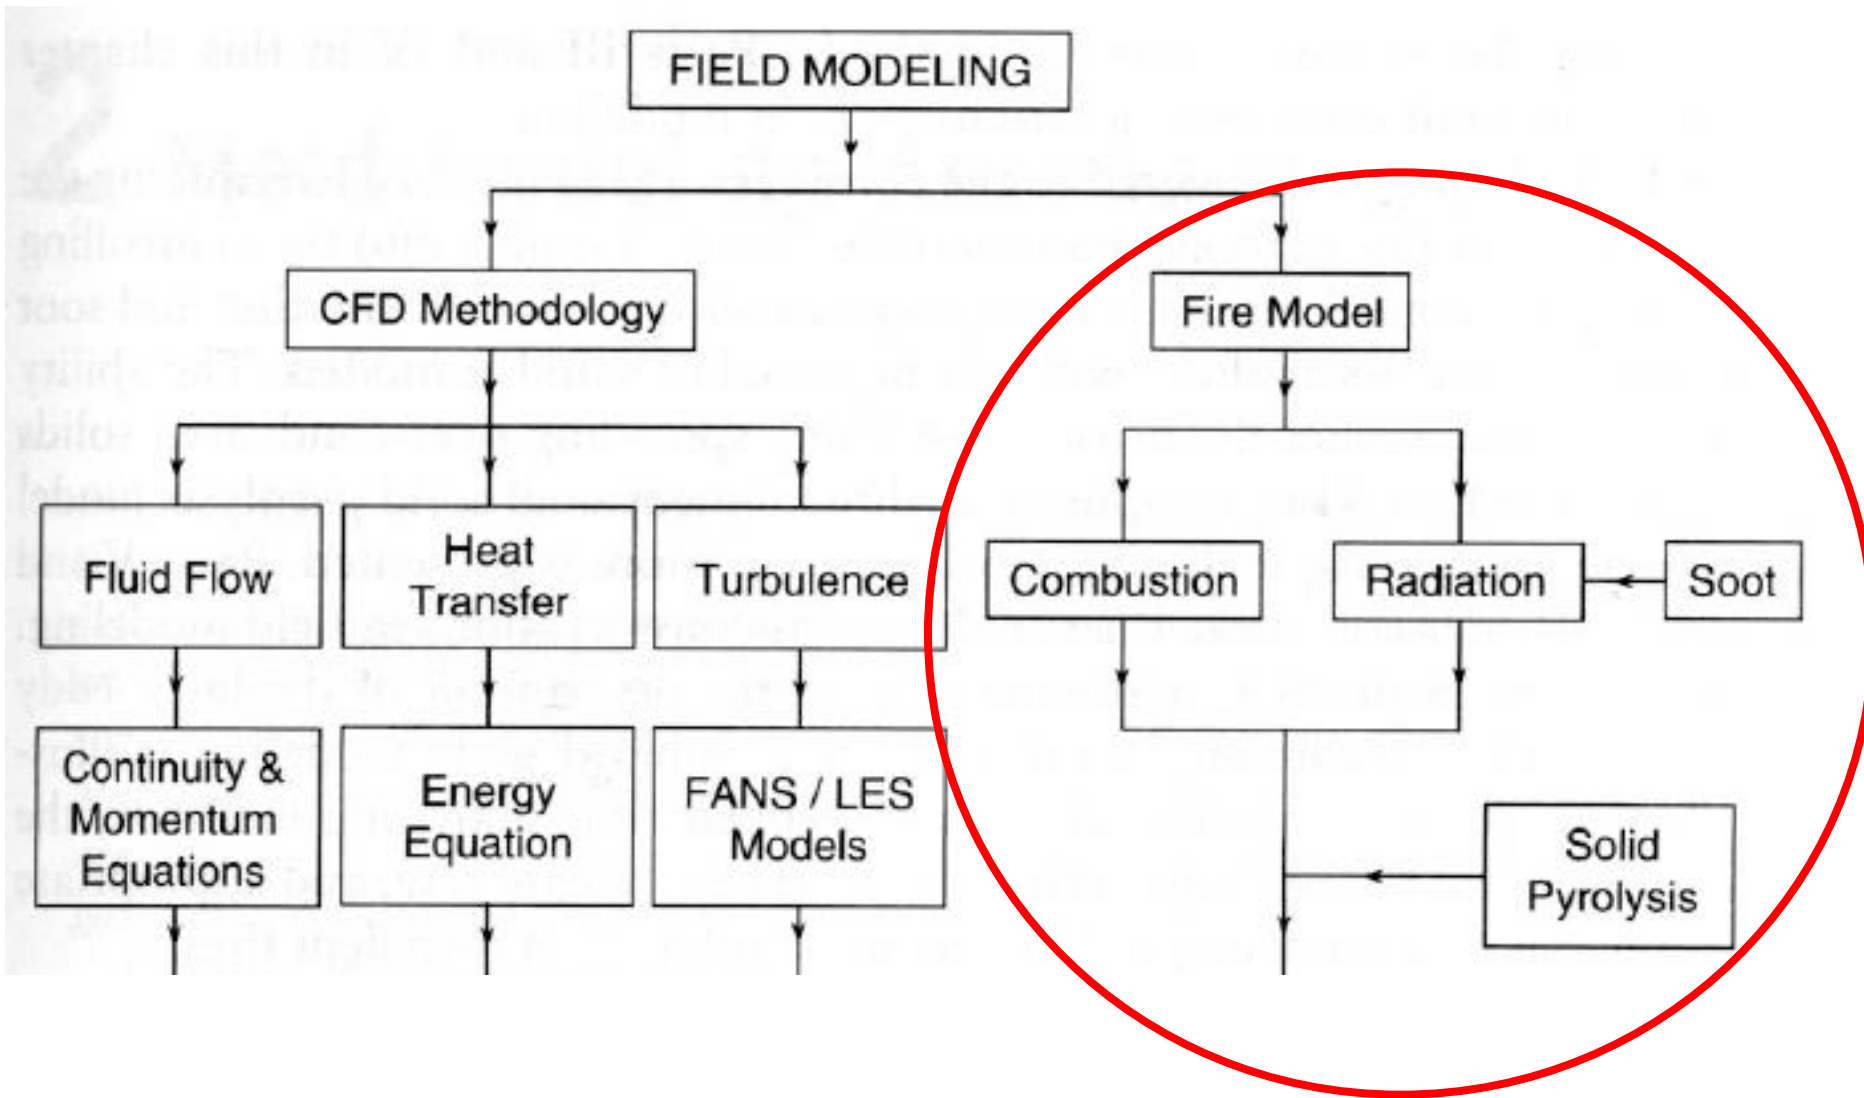 FIELD MODELING
CFD Methodology
Fire Model
Fluid Flow
Heat
Transfer
Turbulence
Combustion
Radiation
Soot
Continuity &
Momentum
Equations
Energy
Equation
FANS / LES
Models
Solid
Pyrolysis